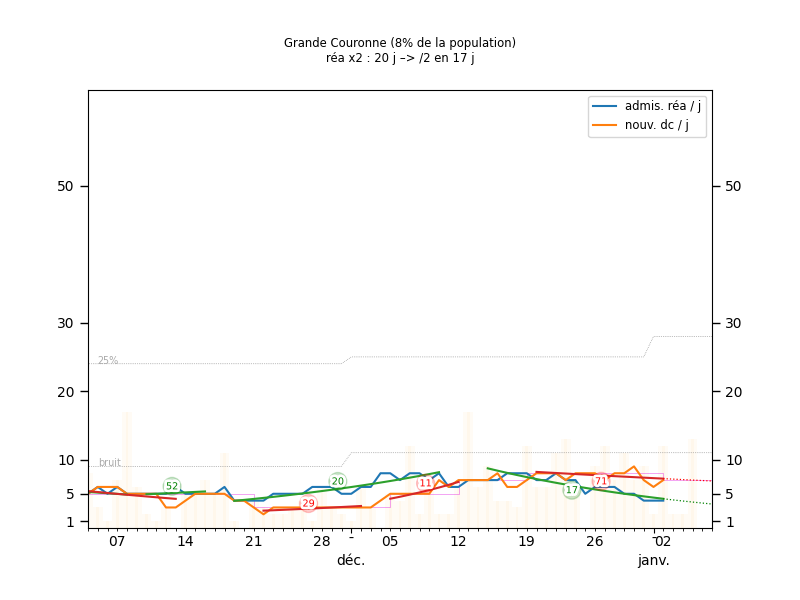 Grande Couronne (8% de la population)
réa x2 : 20 j –> /2 en 17 j
admis. réa / j
nouv. dc / j
50 50
30 30
25%
20 20
bruit
10 10
52 20 11 17 71
5 5
29
1 1
07 14 21 28 - 05 12 19 26 - 02
déc. janv.